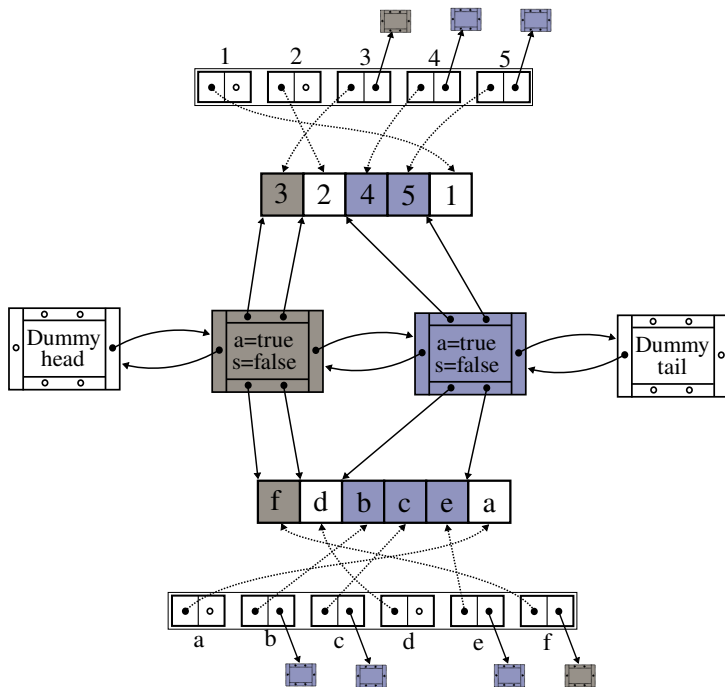 1 2 3 4 5
3 2 4 5 1
Dummy
head
a=true
s=false
a=true
s=false
Dummy
tail
f d b c e a
a b c d e f